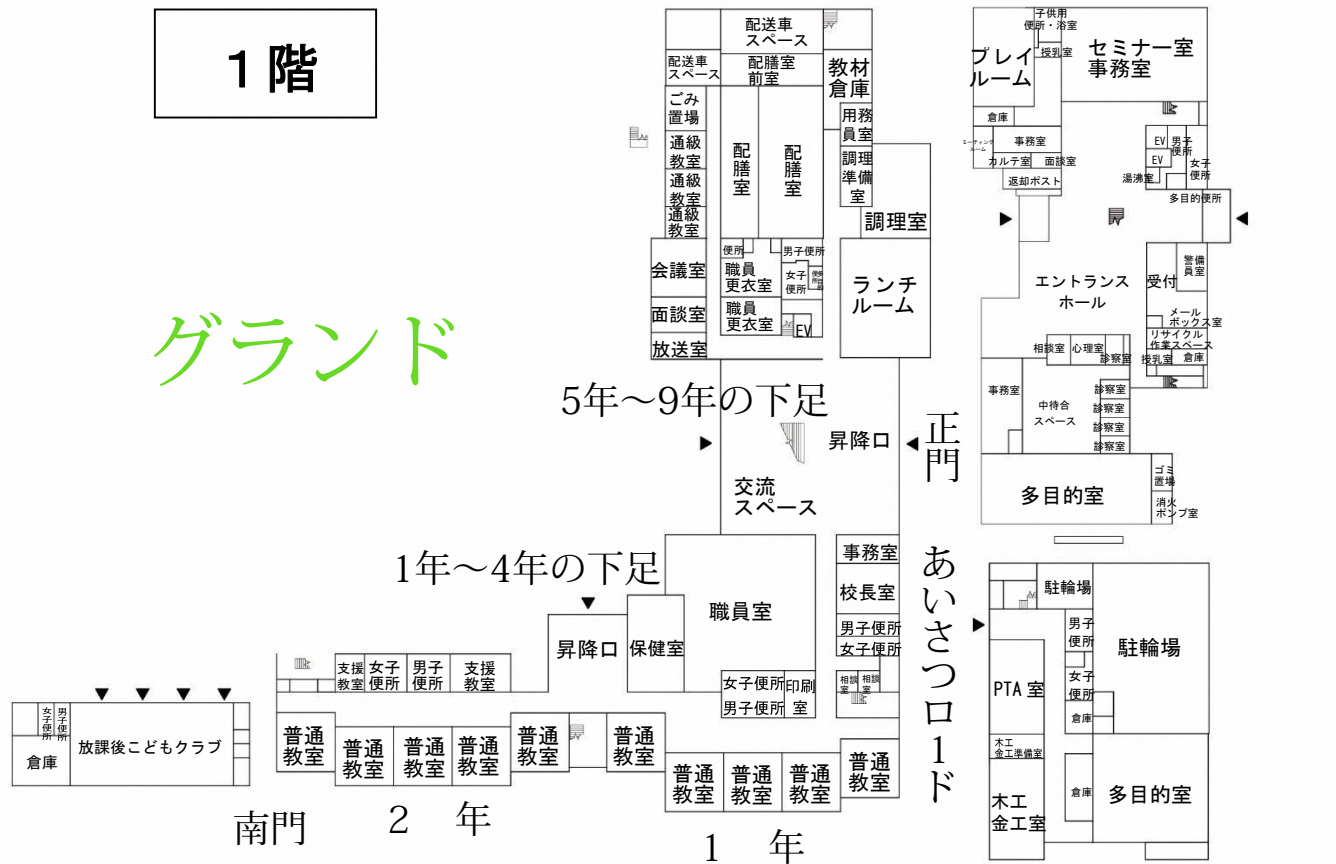 1階
配送車
スペース
配送車
スペース
配膳室
前室
教材
倉庫
ごみ
置場
用務
員室
通級
教室
配膳室
配膳室
調理
準備
室
通級
教室
通級
教室
調理室
便所
男子便所
会議室
職員
更衣室
女子
便所
ランチ
ルーム
面談室
職員
更衣室
EV
放送室
グランド
5年～9年の下足
昇降口
正門
交流
スペース
1年～4年の下足
事務室
職員室
校長室
昇降口
保健室
男子便所
女子便所
支援
教室
女子
便所
男子
便所
支援
教室
女子便所
男子便所
印刷
室
相談
室
相談
室
あいさつロ1ド
女子便所
男子便所
倉庫
放課後こどもクラブ
普通
教室
普通
教室
普通
教室
普通
教室
普通
教室
普通
教室
普通
教室
普通
教室
普通
教室
普通
教室
南門
2 年
1 年
子供用
便所・浴室
授乳室
プレイ
ルーム
セミナー室
事務室
倉庫
ミーティング
ルーム
事務室
カルテ室
面談室
返却ポスト
EV
EV
男子
便所
女子
便所
湯沸室
多目的便所
エントランス
ホール
受付
警備
員室
メール
ボックス室
リサイクル
作業スペース
授乳室
倉庫
相談室
心理室
診察室
事務室
中待合
スペース
診察室
診察室
診察室
診察室
多目的室
ゴミ
置場
消火
ポンプ室
駐輪場
男子
便所
駐輪場
PTA室
女子
便所
倉庫
木工
金工準備室
木工
金工室
倉庫
多目的室